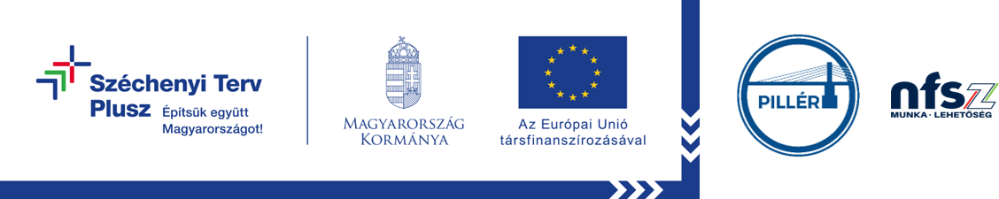 Széchenyi Terv
Plusz
Építsük együtt
Magyarországot!
MAGYARORSZÁG
KORMÁNYA
Az Európai Unió
társfinanszírozásával
PILLÉR
nfsz
MUNKA · LEHETŐSÉG